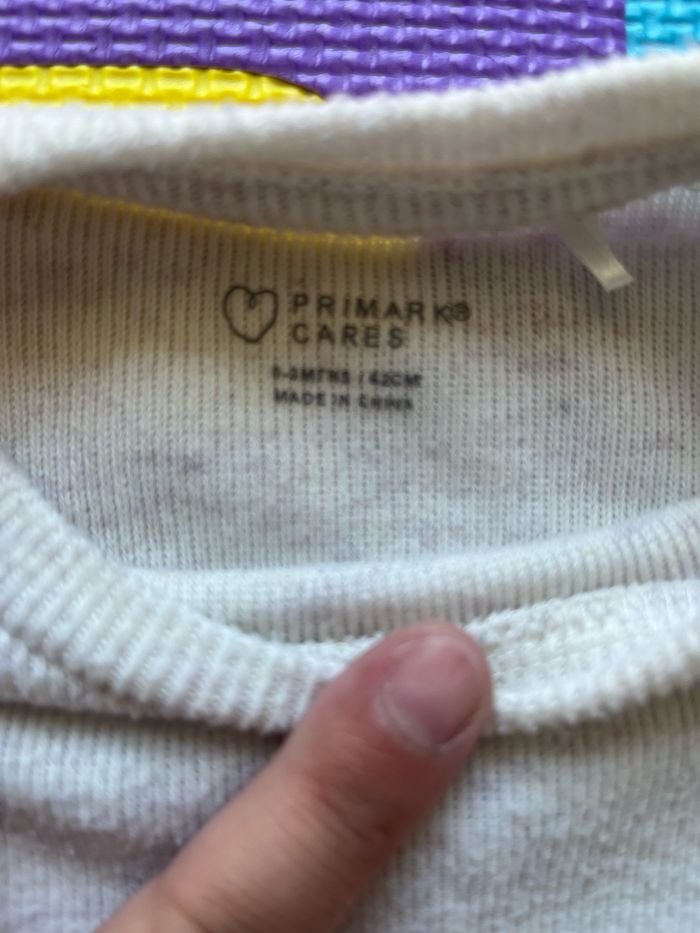 PRIMARK®
CARES
0-3MTHS / 62CM
MADE IN CHINA